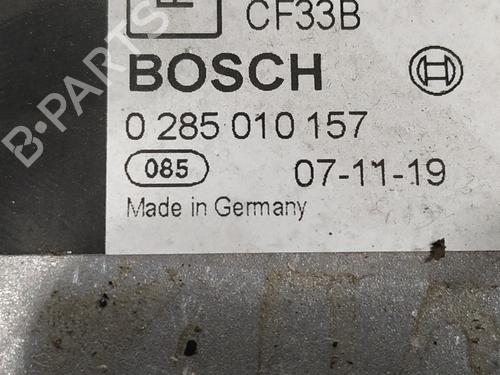 CF33B
BOSCH
0 285 010 157
085
07-11-19
Made in Germany
B-PARTS